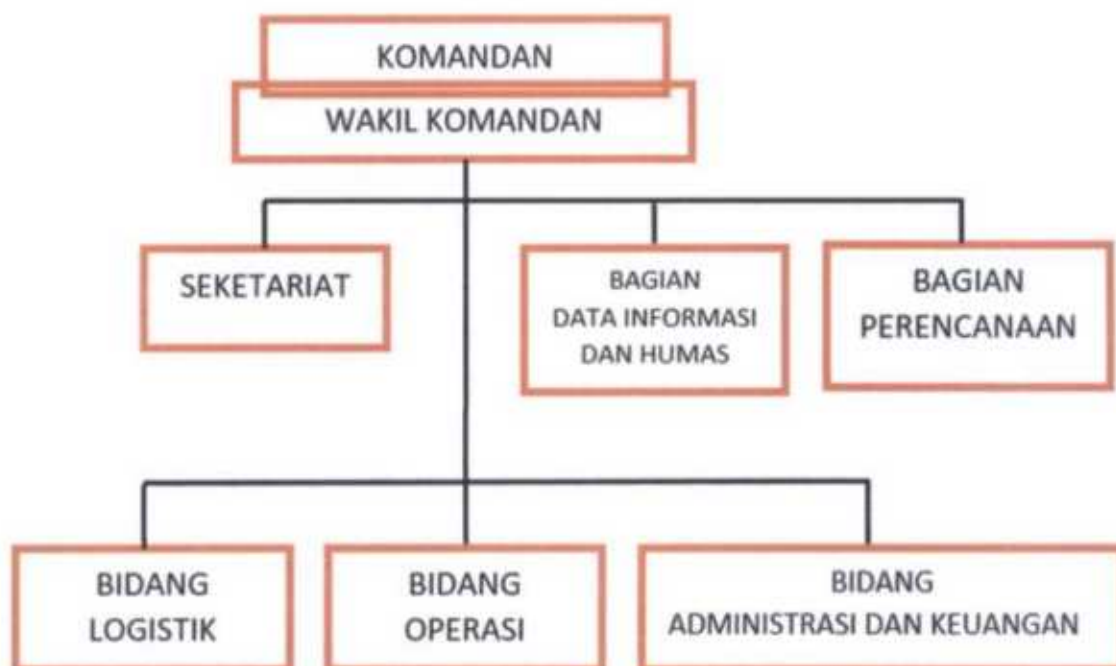 KOMANDAN
WAKIL KOMANDAN
SEKETARIAT
BAGIAN
DATA INFORMASI
DAN HUMAS
BAGIAN
PERENCANAAN
BIDANG
LOGISTIK
BIDANG
OPERASI
BIDANG
ADMINISTRASI DAN KEUANGAN